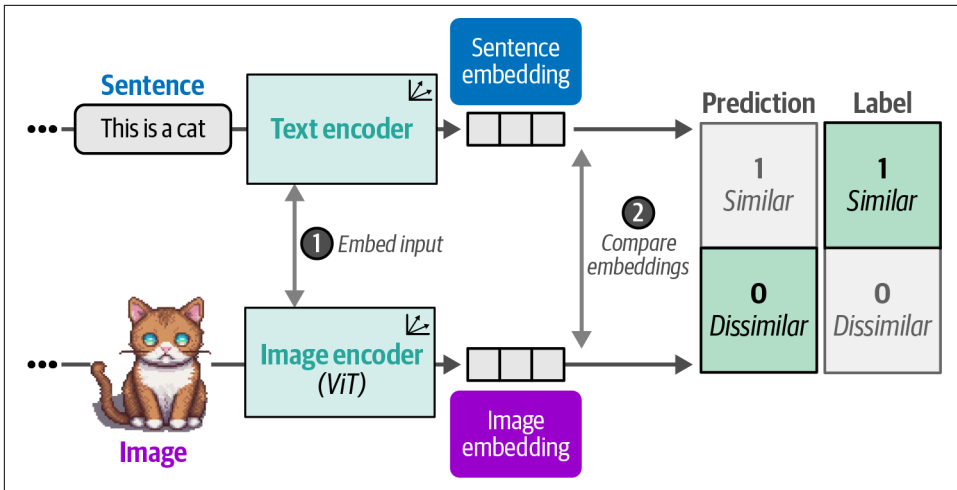 Sentence
embedding
Sentence
This is a cat
Text encoder
Prediction
Label
1
Similar
1
Similar
1 Embed input
2
Compare
embeddings
0
Dissimilar
0
Dissimilar
Image encoder
(ViT)
Image
Image
embedding